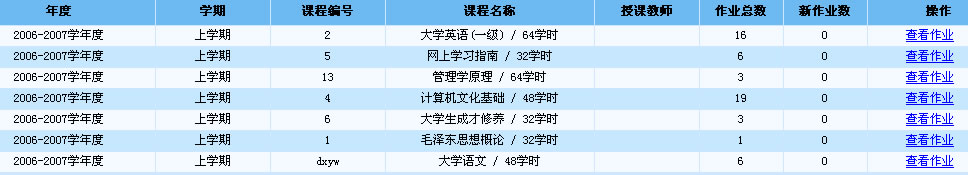 年度 学期 课程编号 课程名称 授课教师 作业总数 新作业数 操作
2006-2007学年度 上学期 2 大学英语(一级) / 64学时 16 0 查看作业
2006-2007学年度 上学期 5 网上学习指南 / 32学时 6 0 查看作业
2006-2007学年度 上学期 13 管理学原理 / 64学时 3 0 查看作业
2006-2007学年度 上学期 4 计算机文化基础 / 48学时 19 0 查看作业
2006-2007学年度 上学期 6 大学生成才修养 / 32学时 3 0 查看作业
2006-2007学年度 上学期 1 毛泽东思想概论 / 32学时 1 0 查看作业
2006-2007学年度 上学期 dxyw 大学语文 / 48学时 6 0 查看作业